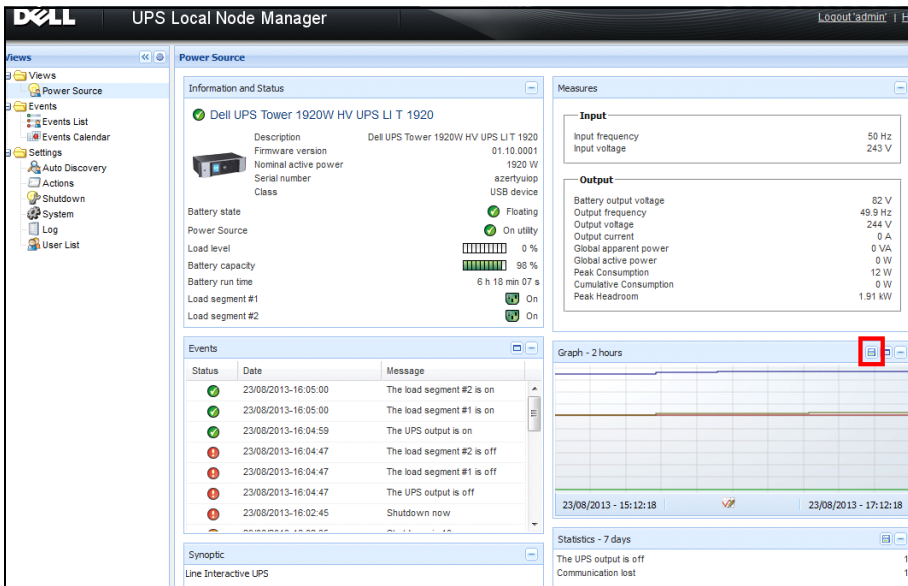 DELL UPS Local Node Manager Logout 'admin' | H
Views
Views
Power Source
Events
Events List
Events Calendar
Settings
Auto Discovery
Actions
Shutdown
System
Log
User List
Power Source
Information and Status
Dell UPS Tower 1920W HV UPS LI T 1920
Description Dell UPS Tower 1920W HV UPS LI T 1920
Firmware version 01.10.0001
Nominal active power 1920 W
Serial number azertyuiop
Class USB device
Battery state Floating
Power Source On utility
Load level 0 %
Battery capacity 98 %
Battery run time 6 h 18 min 07 s
Load segment #1 On
Load segment #2 On
Measures
Input
Input frequency 50 Hz
Input voltage 243 V
Output
Battery output voltage 82 V
Output frequency 49.9 Hz
Output voltage 244 V
Output current 0 A
Global apparent power 0 VA
Global active power 0 W
Peak Consumption 12 W
Cumulative Consumption 0 W
Peak Headroom 1.91 kW
Events
Status Date Message
23/08/2013-16:05:00 The load segment #2 is on
23/08/2013-16:05:00 The load segment #1 is on
23/08/2013-16:04:59 The UPS output is on
23/08/2013-16:04:47 The load segment #2 is off
23/08/2013-16:04:47 The load segment #1 is off
23/08/2013-16:04:47 The UPS output is off
23/08/2013-16:02:45 Shutdown now
Graph - 2 hours
23/08/2013 - 15:12:18 23/08/2013 - 17:12:18
Synoptic
Line Interactive UPS
Statistics - 7 days
The UPS output is off 1
Communication lost 1